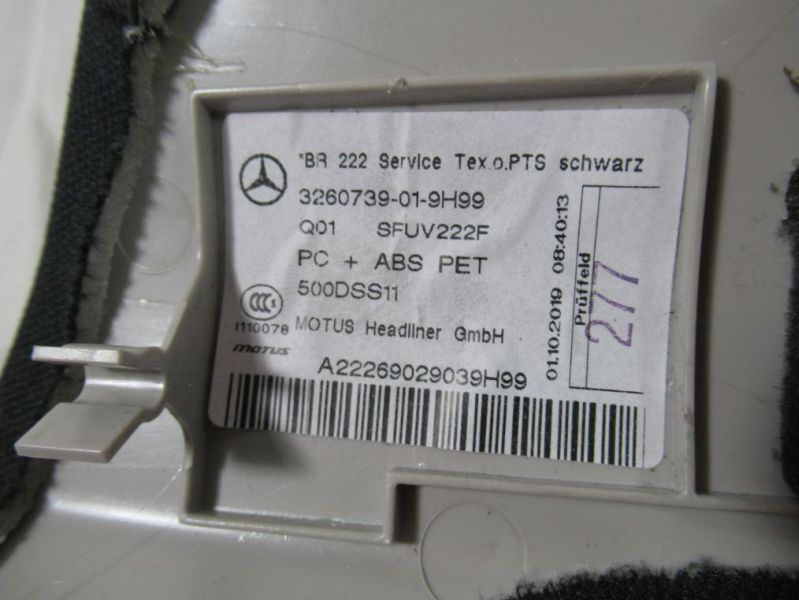 *BR 222 Service Tex.o.PTS schwarz
3260739-01-9H99
Q01 SFUV222F
PC + ABS PET
500DSS11
CCC S
I110078
MOTUS Headliner GmbH
MOTUS
A22269029039H99
01.10.2019 08:40:13
Prüffeld
277